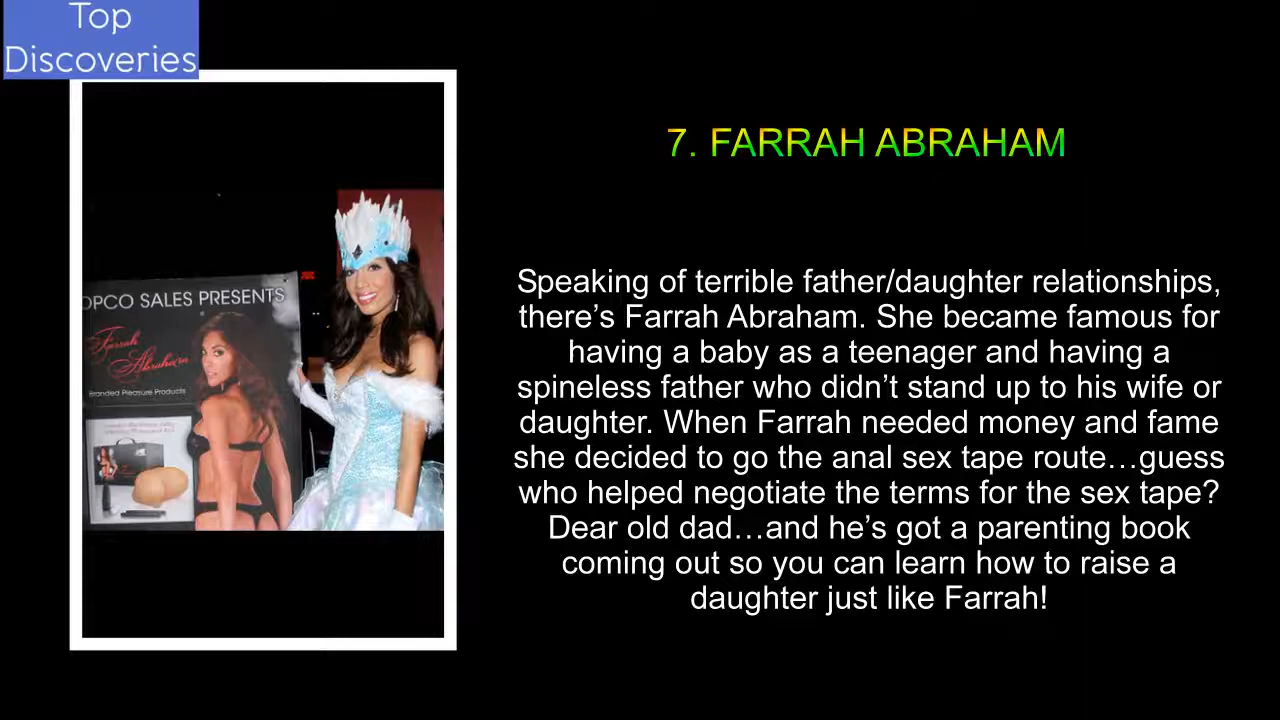 Top
Discoveries
7. FARRAH ABRAHAM
OPCO SALES PRESENTS
Farrah
Abraham
Branded Pleasure Products
Speaking of terrible father/daughter relationships,
there’s Farrah Abraham. She became famous for
having a baby as a teenager and having a
spineless father who didn’t stand up to his wife or
daughter. When Farrah needed money and fame
she decided to go the anal sex tape route…guess
who helped negotiate the terms for the sex tape?
Dear old dad…and he’s got a parenting book
coming out so you can learn how to raise a
daughter just like Farrah!